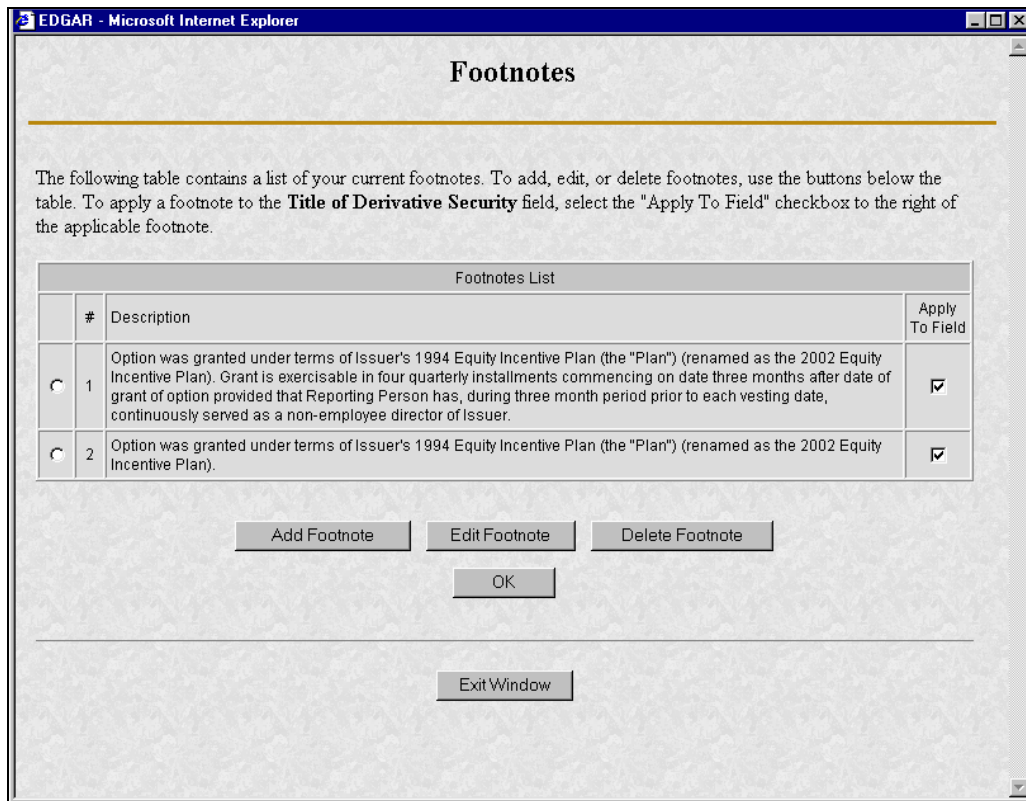 EDGAR - Microsoft Internet Explorer
Footnotes
The following table contains a list of your current footnotes. To add, edit, or delete footnotes, use the buttons below the
table. To apply a footnote to the Title of Derivative Security field, select the "Apply To Field" checkbox to the right of
the applicable footnote.
Footnotes List
# Description Apply
To Field
1 Option was granted under terms of Issuer's 1994 Equity Incentive Plan (the "Plan") (renamed as the 2002 Equity
Incentive Plan). Grant is exercisable in four quarterly installments commencing on date three months after date of
grant of option provided that Reporting Person has, during three month period prior to each vesting date,
continuously served as a non-employee director of Issuer.
2 Option was granted under terms of Issuer's 1994 Equity Incentive Plan (the "Plan") (renamed as the 2002 Equity
Incentive Plan).
Add Footnote Edit Footnote Delete Footnote
OK
Exit Window